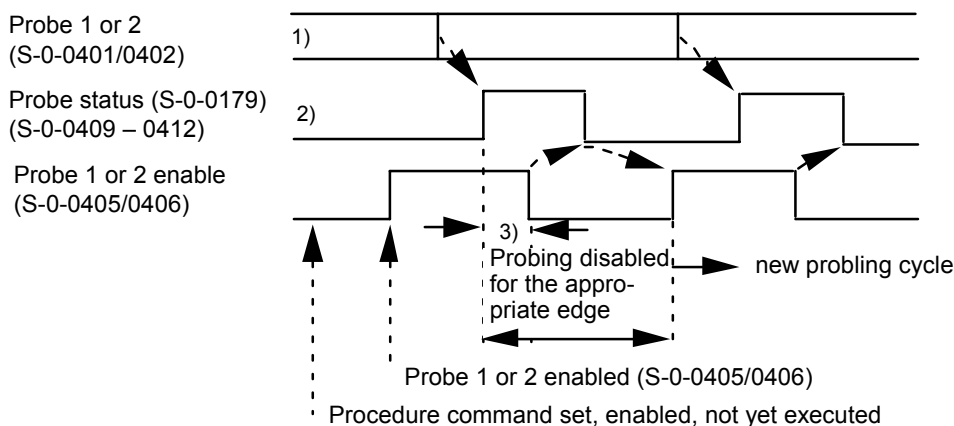 Probe 1 or 2
(S-0-0401/0402)
1)
Probe status (S-0-0179)
(S-0-0409 – 0412)
2)
Probe 1 or 2 enable
(S-0-0405/0406)
3)
Probing disabled
for the appro-
priate edge
new probling cycle
Probe 1 or 2 enabled (S-0-0405/0406)
Procedure command set, enabled, not yet executed